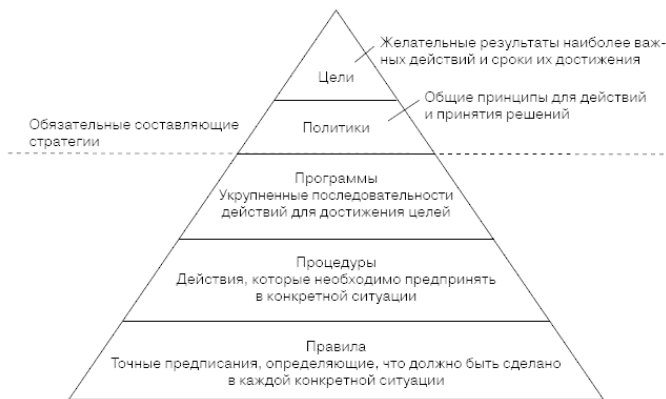 Желательные результаты наиболее важ-
ных действий и сроки их достижения
Цели
Общие принципы для действий
и принятия решений
Политики
Обязательные составляющие
стратегии
Программы
Укрупненные последовательности
действий для достижения целей
Процедуры
Действия, которые необходимо предпринять
в конкретной ситуации
Правила
Точные предписания, определяющие, что должно быть сделано
в каждой конкретной ситуации